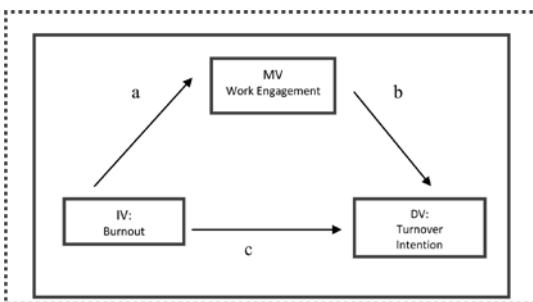 MV
Work Engagement
a
b
IV:
Burnout
c
DV:
Turnover
Intention